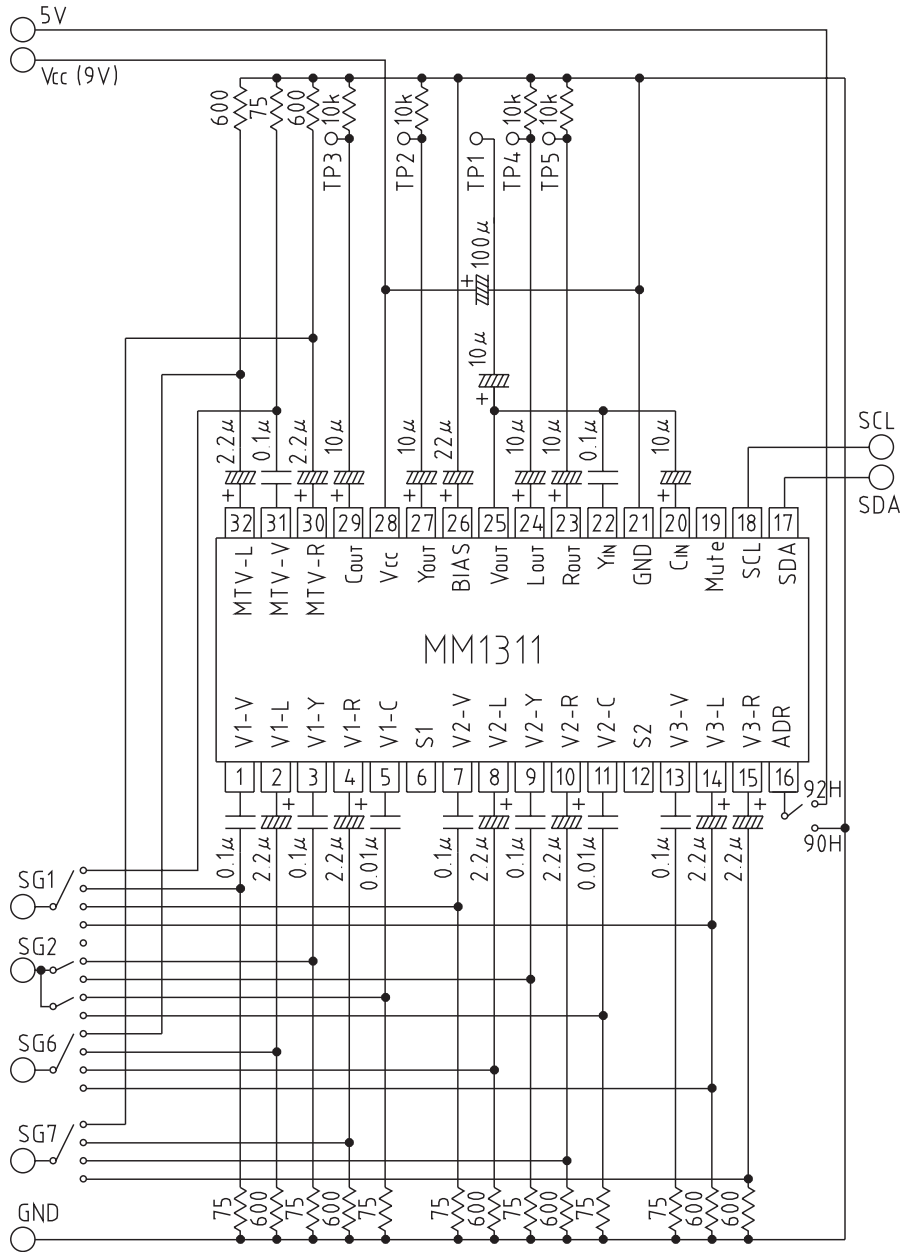 5V
Vcc (9V)
600
75
600
10k
10k
10k
10k
TP3
TP2
TP1
TP4
TP5
+
100μ
10μ
+
2.2μ
0.1μ
2.2μ
10μ
10μ
22μ
10μ
10μ
0.1μ
10μ
+
+
+
+
+
+
+
+
SCL
SDA
32
31
30
29
28
27
26
25
24
23
22
21
20
19
18
17
MTV-L
MTV-V
MTV-R
COUT
VCC
YOUT
BIAS
VOUT
LOUT
ROUT
YIN
GND
CIN
Mute
SCL
SDA
MM1311
V1-V
V1-L
V1-Y
V1-R
V1-C
S1
V2-V
V2-L
V2-Y
V2-R
V2-C
S2
V3-V
V3-L
V3-R
ADR
1
2
3
4
5
6
7
8
9
10
11
12
13
14
15
16
+
+
+
+
+
+
92H
90H
0.1μ
2.2μ
0.1μ
2.2μ
0.01μ
0.1μ
2.2μ
0.1μ
2.2μ
0.01μ
0.1μ
2.2μ
2.2μ
SG1
SG2
SG6
SG7
GND
75
600
75
600
75
75
600
75
600
75
75
600
600